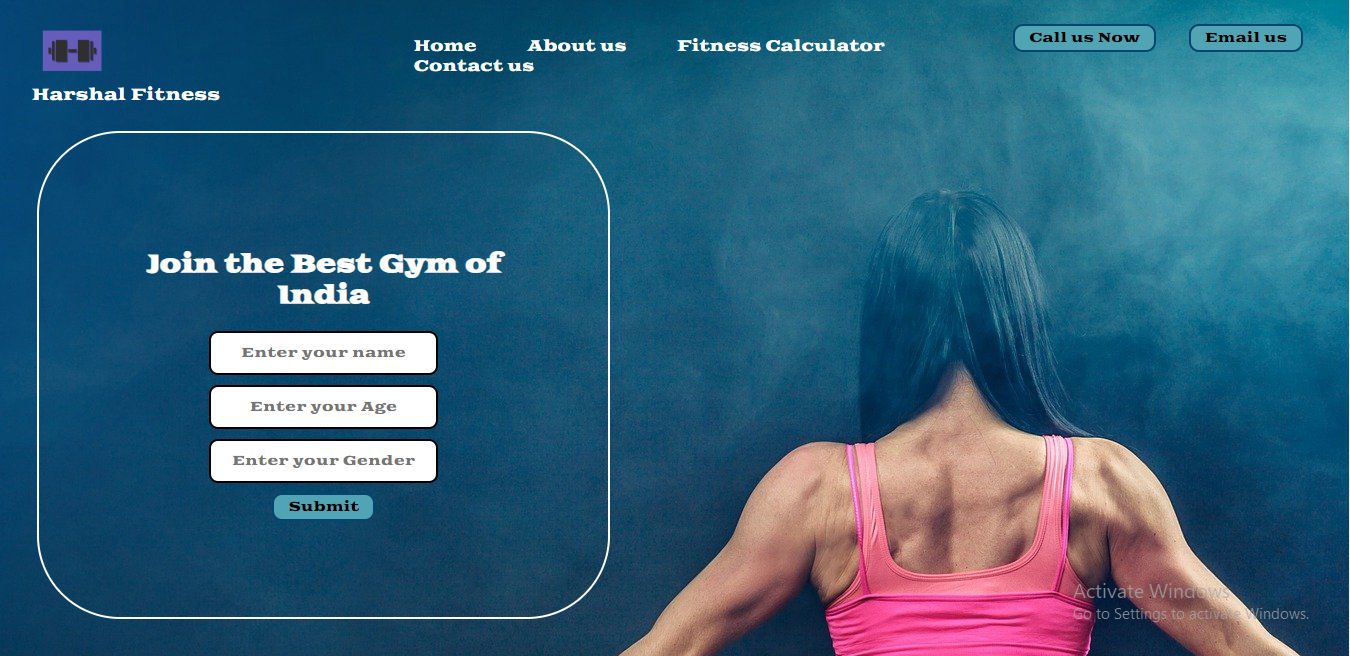 Harshal Fitness
Home About us Fitness Calculator
Contact us
Call us Now Email us
Join the Best Gym of
India
Enter your name
Enter your Age
Enter your Gender
Submit
Activate Windows
Go to Settings to activate Windows.